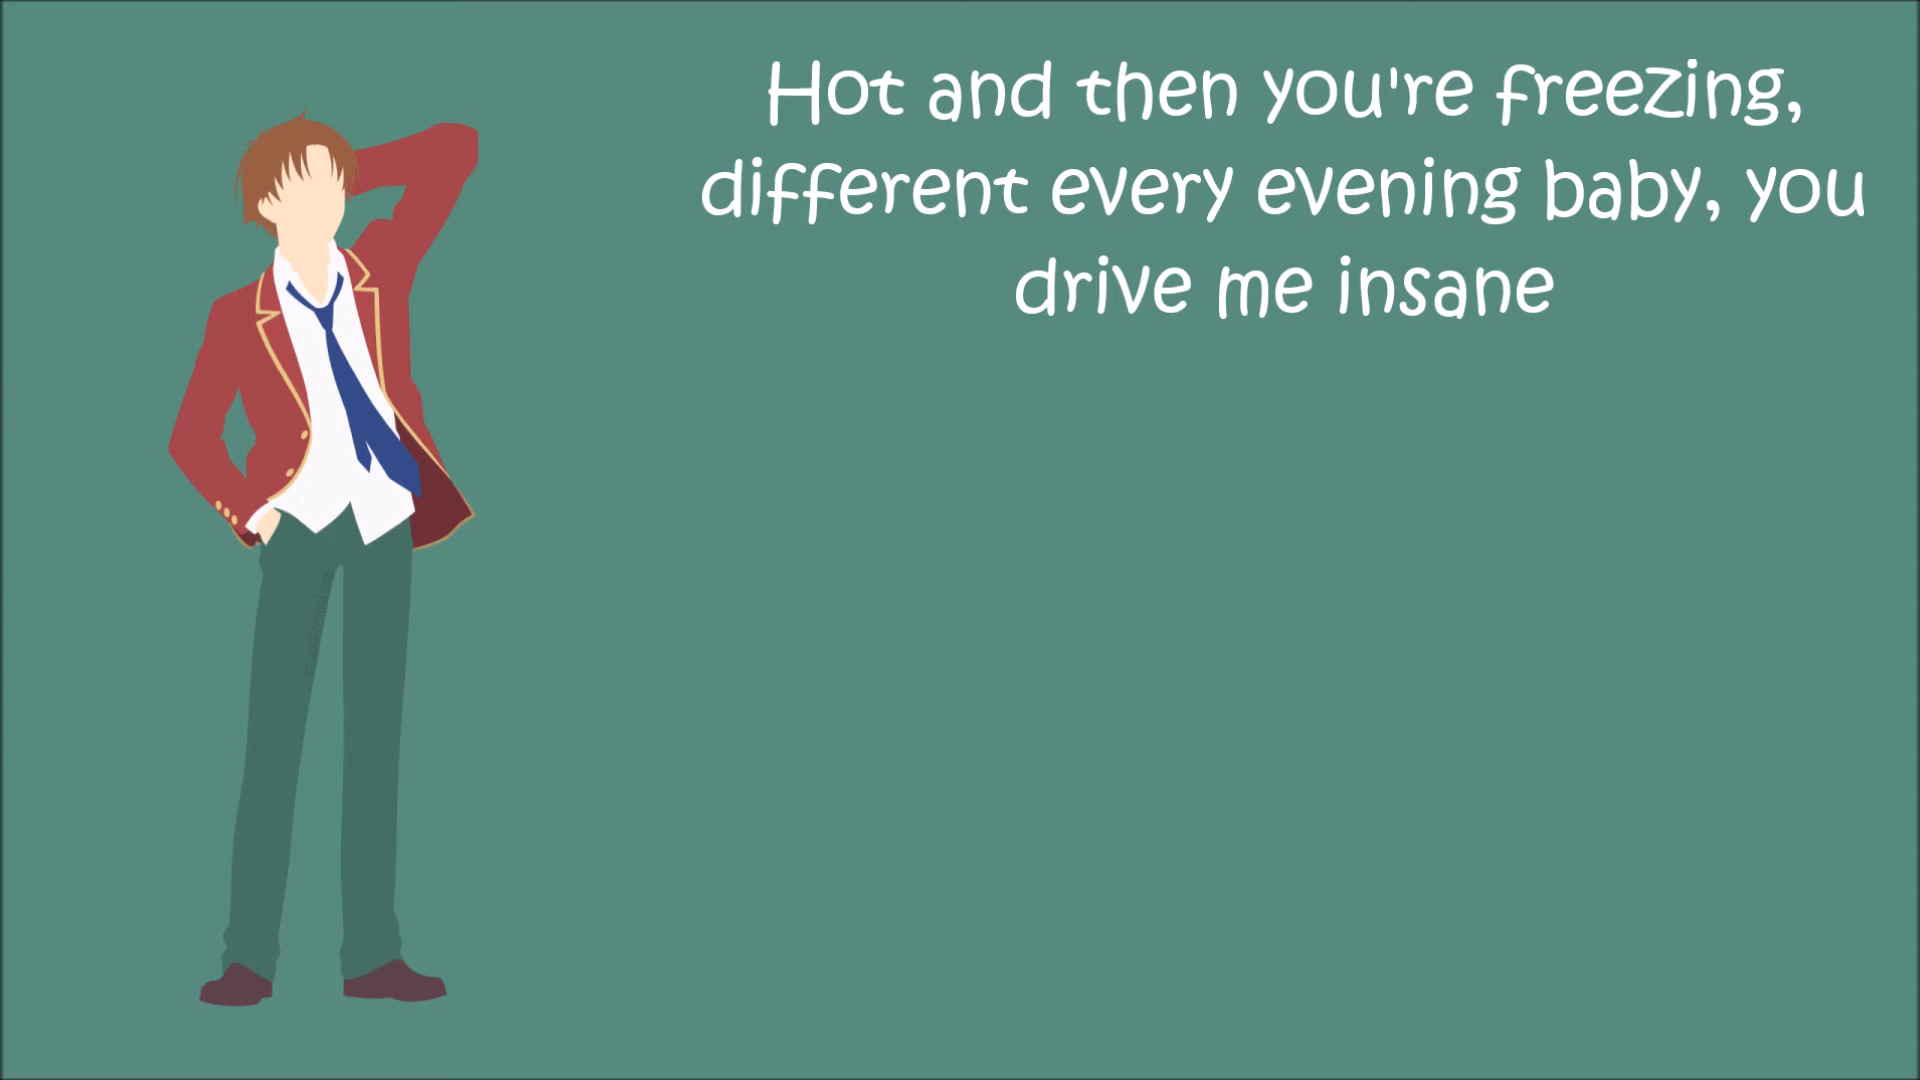 Hot and then you're freezing,
different every evening baby, you
drive me insane